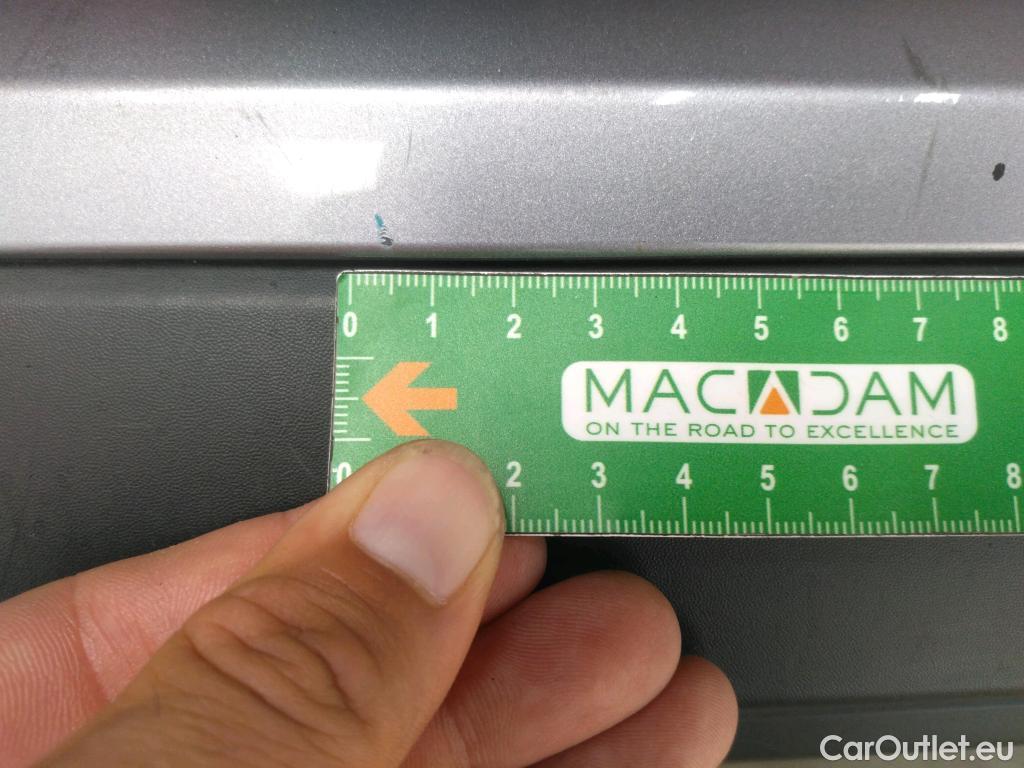 0 1 2 3 4 5 6 7 8
MACADAM
ON THE ROAD TO EXCELLENCE
0 2 3 4 5 6 7 8
CarOutlet.eu